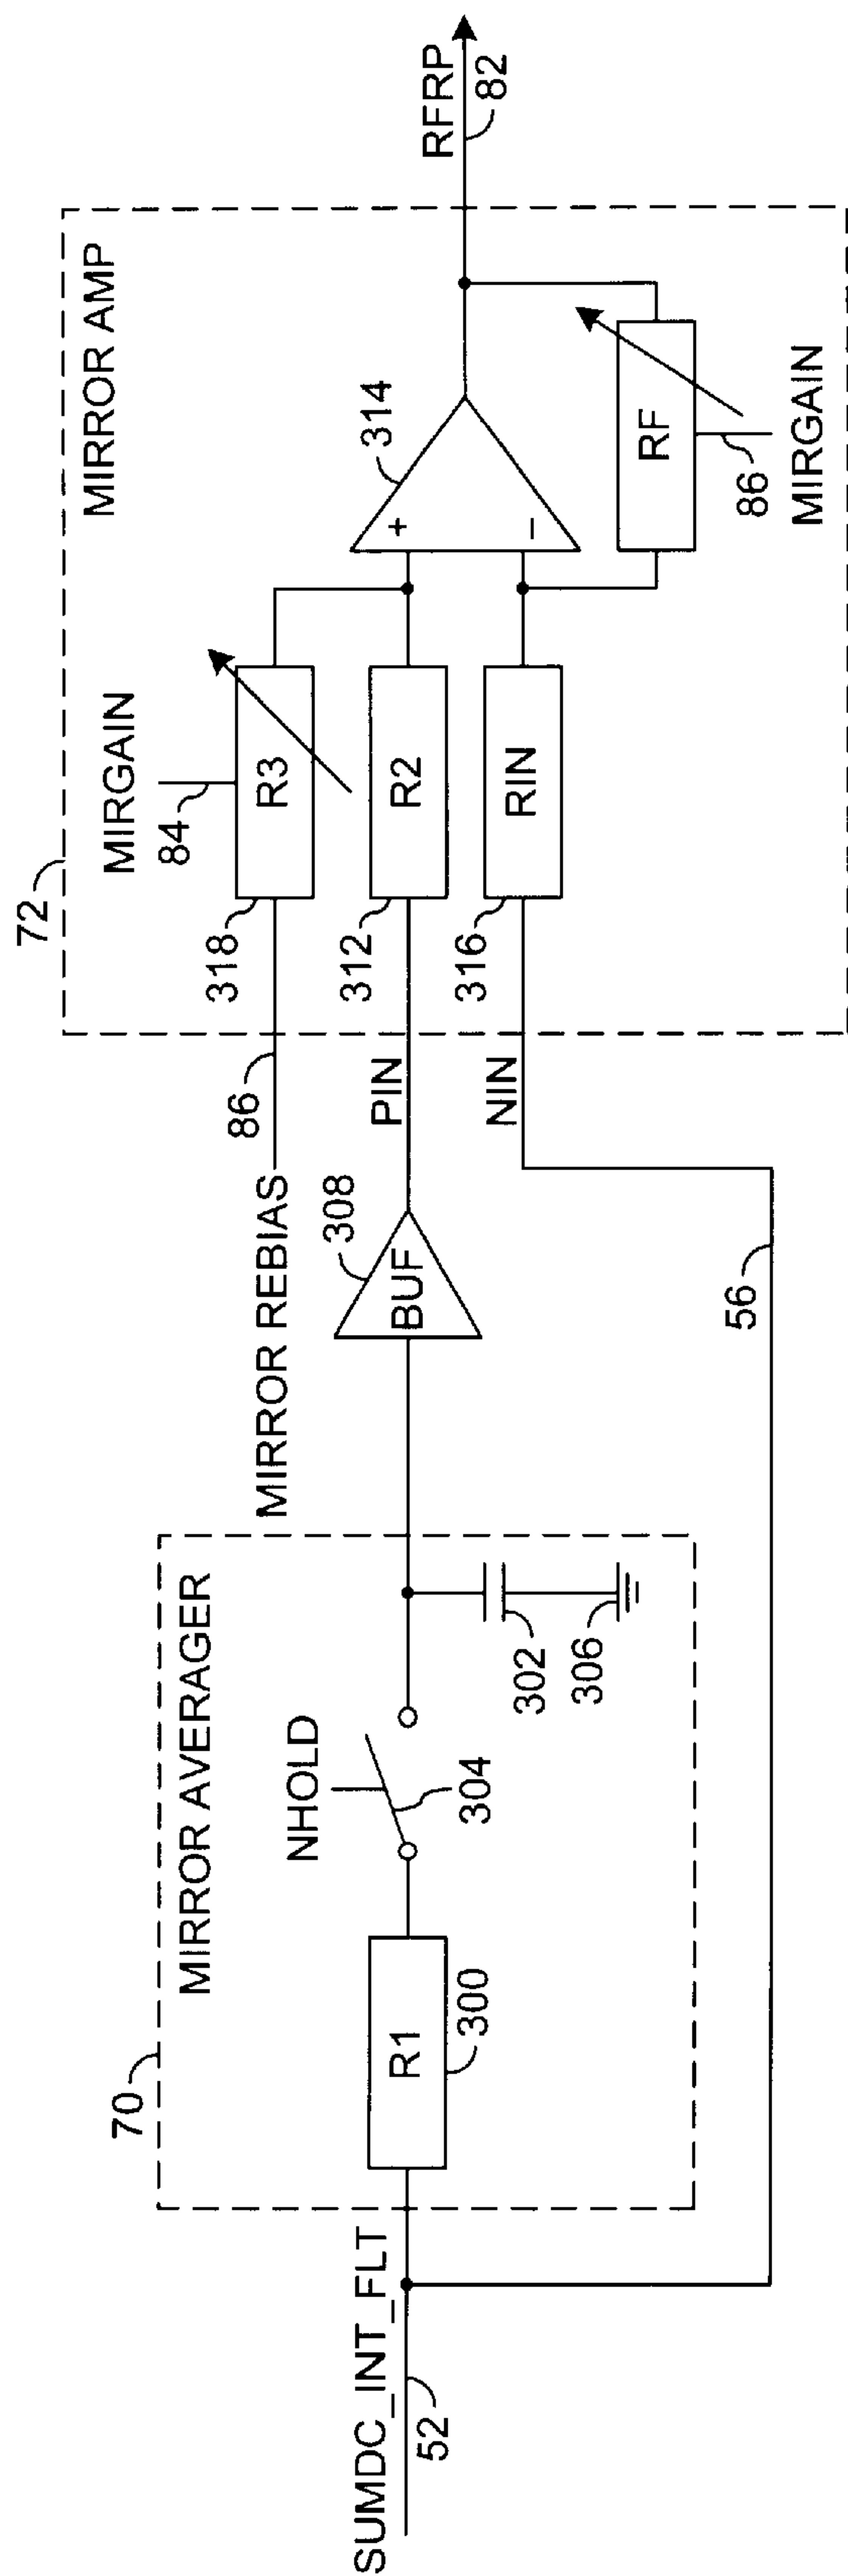 SUMDC_INT_FLT
52
70
MIRROR AVERAGER
R1
300
NHOLD
304
302
306
BUF
308
MIRROR REBIAS
86
PIN
NIN
56
72
MIRROR AMP
MIRGAIN
84
R3
318
R2
312
RIN
316
+
−
314
RF
86
MIRGAIN
RFRP
82